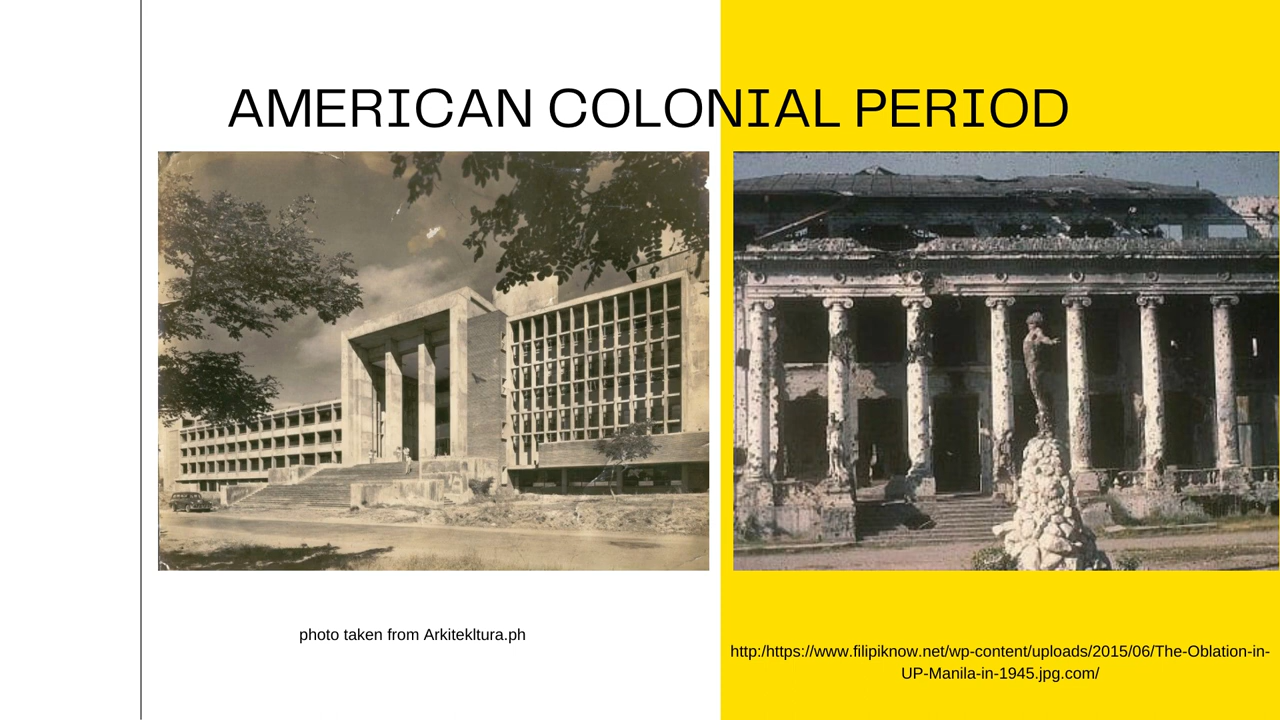 AMERICAN COLONIAL PERIOD
photo taken from Arkitekltura.ph
http:/https://www.filipiknow.net/wp-content/uploads/2015/06/The-Oblation-in-
UP-Manila-in-1945.jpg.com/